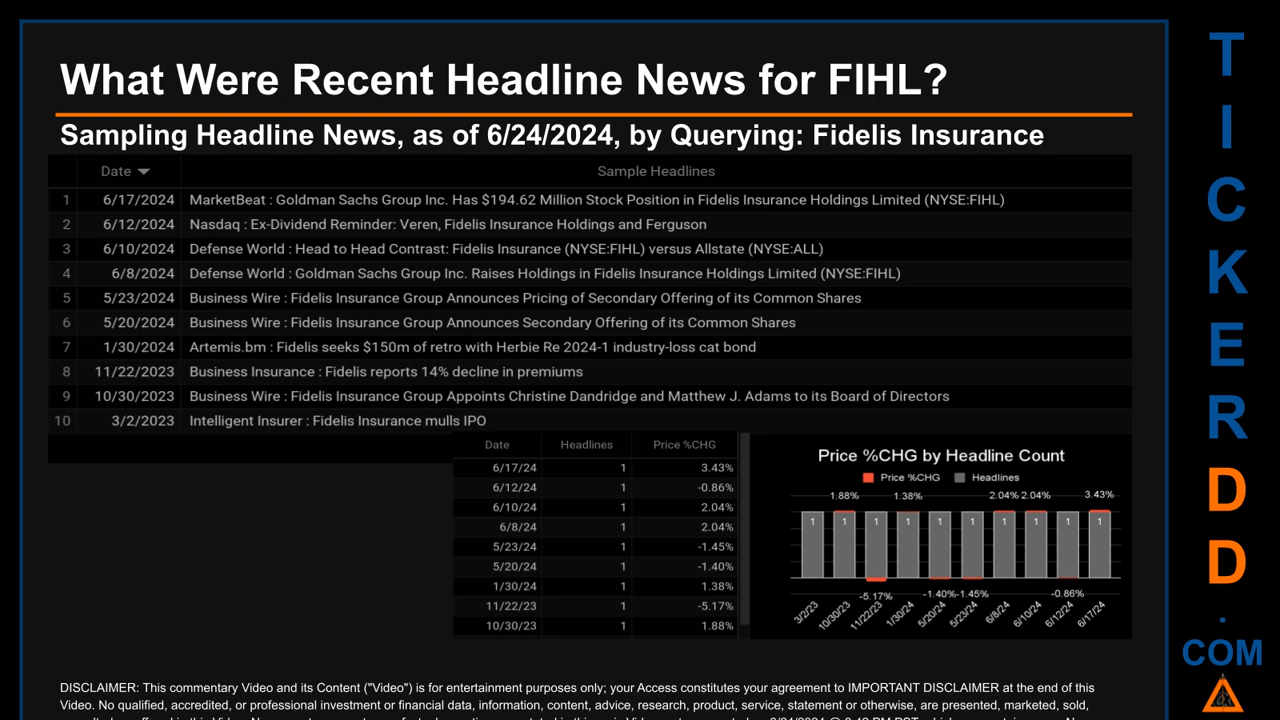 What Were Recent Headline News for FIHL?
Sampling Headline News, as of 6/24/2024, by Querying: Fidelis Insurance
Date Sample Headlines
1 6/17/2024 MarketBeat : Goldman Sachs Group Inc. Has $194.62 Million Stock Position in Fidelis Insurance Holdings Limited (NYSE:FIHL)
2 6/12/2024 Nasdaq : Ex-Dividend Reminder: Veren, Fidelis Insurance Holdings and Ferguson
3 6/10/2024 Defense World : Head to Head Contrast: Fidelis Insurance (NYSE:FIHL) versus Allstate (NYSE:ALL)
4 6/8/2024 Defense World : Goldman Sachs Group Inc. Raises Holdings in Fidelis Insurance Holdings Limited (NYSE:FIHL)
5 5/23/2024 Business Wire : Fidelis Insurance Group Announces Pricing of Secondary Offering of its Common Shares
6 5/20/2024 Business Wire : Fidelis Insurance Group Announces Secondary Offering of its Common Shares
7 1/30/2024 Artemis.bm : Fidelis seeks $150m of retro with Herbie Re 2024-1 industry-loss cat bond
8 11/22/2023 Business Insurance : Fidelis reports 14% decline in premiums
9 10/30/2023 Business Wire : Fidelis Insurance Group Appoints Christine Dandridge and Matthew J. Adams to its Board of Directors
10 3/2/2023 Intelligent Insurer : Fidelis Insurance mulls IPO
Date Headlines Price %CHG
6/17/24 1 3.43%
6/12/24 1 -0.86%
6/10/24 1 2.04%
6/8/24 1 2.04%
5/23/24 1 -1.45%
5/20/24 1 -1.40%
1/30/24 1 1.38%
11/22/23 1 -5.17%
10/30/23 1 1.88%
Price %CHG by Headline Count
Price %CHG Headlines
1.88% 1.38% 2.04% 2.04% 3.43%
1 1 1 1 1 1 1 1 1 1
-5.17% -1.40% -1.45% -0.86%
3/2/23 10/30/23 11/22/23 1/30/24 5/20/24 5/23/24 6/8/24 6/10/24 6/12/24 6/17/24
DISCLAIMER: This commentary Video and its Content ("Video") is for entertainment purposes only; your Access constitutes your agreement to IMPORTANT DISCLAIMER at the end of this
Video. No qualified, accredited, or professional investment or financial data, information, content, advice, research, product, service, statement or otherwise, are presented, marketed, sold,
T
I
C
K
E
R
D
D
.
COM